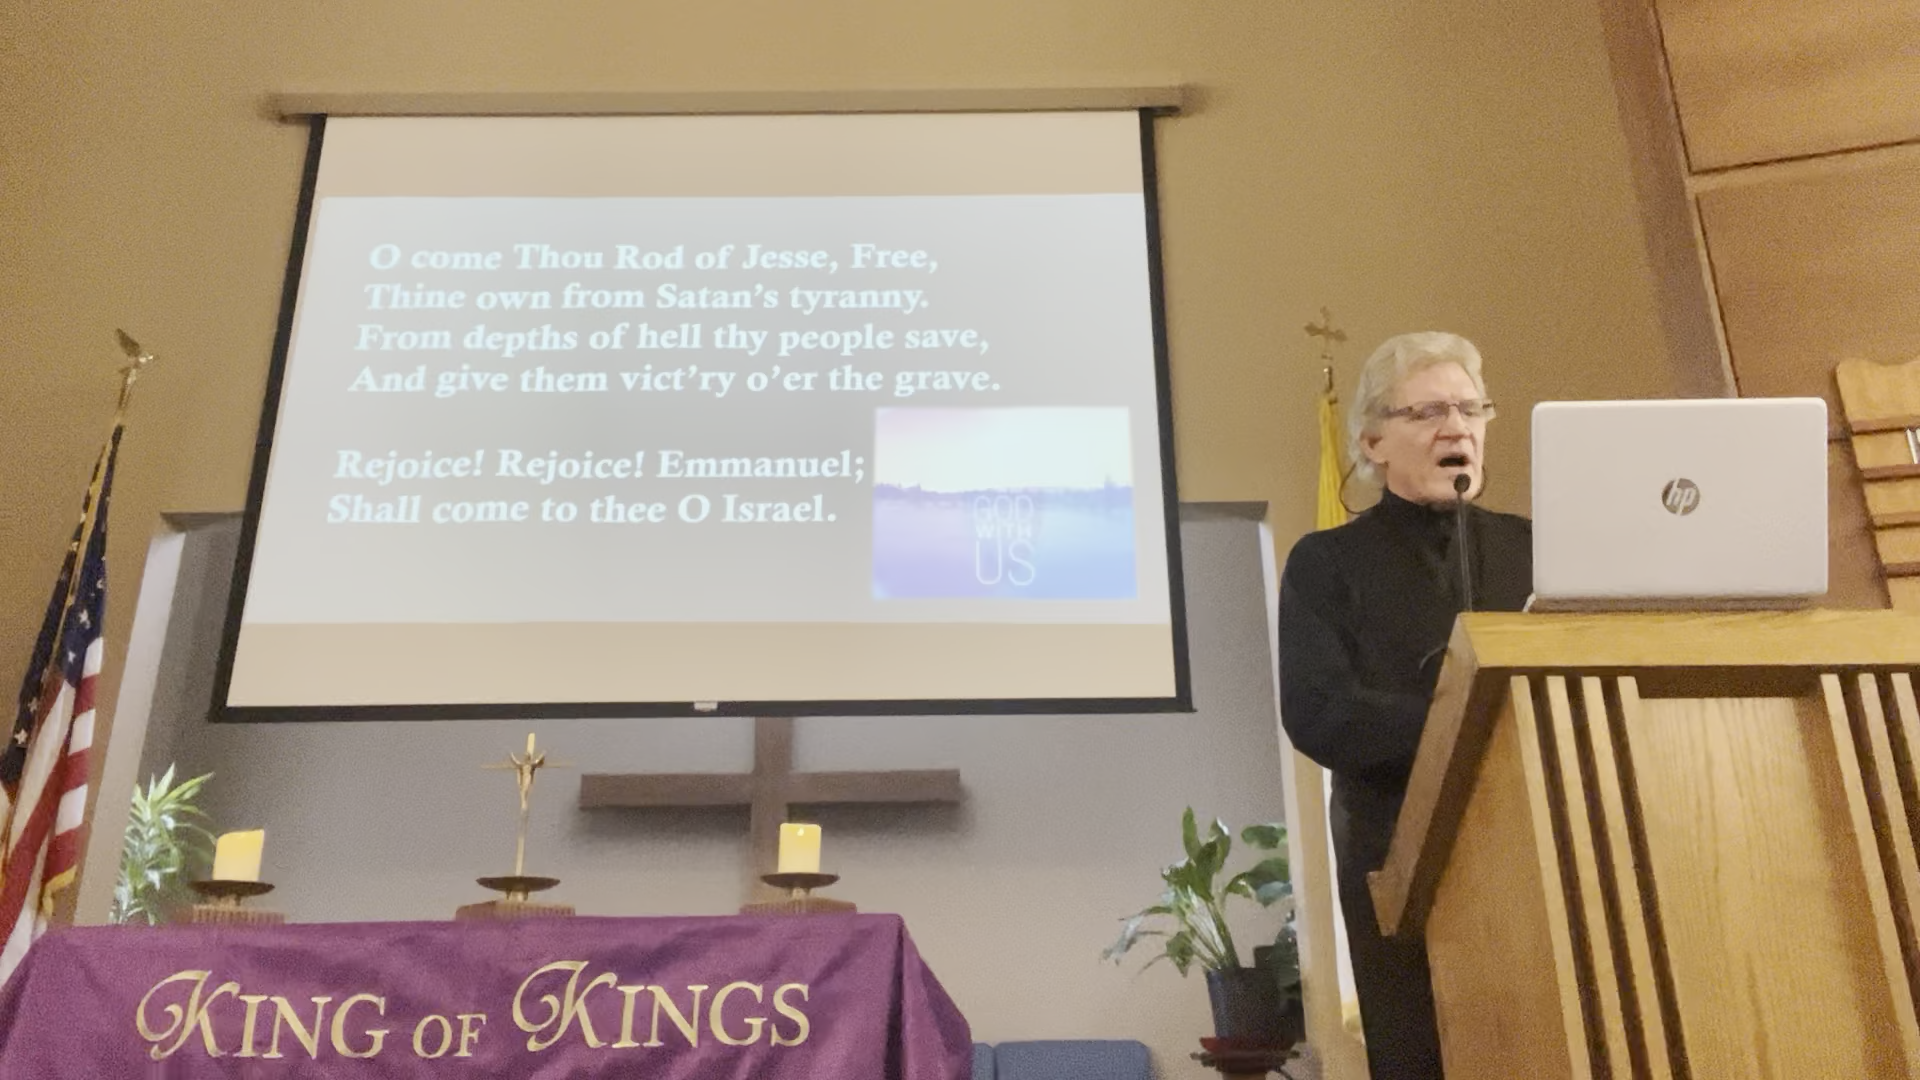 O come Thou Rod of Jesse, Free,
Thine own from Satan's tyranny.
From depths of hell thy people save,
And give them vict'ry o'er the grave.
Rejoice! Rejoice! Emmanuel;
Shall come to thee O Israel.
GOD
WITH
US
hp
KING OF KINGS